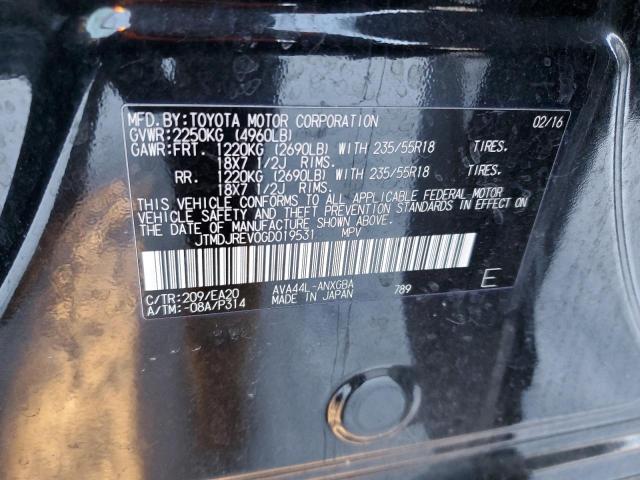 MFD.BY:TOYOTA MOTOR CORPORATION 02/16
GVWR:2250KG (4960LB)
GAWR:FRT. 1220KG (2690LB) WITH 235/55R18 TIRES.
18X7 1/2J RIMS.
RR. 1220KG (2690LB) WITH 235/55R18 TIRES.
18X7 1/2J RIMS.
THIS VEHICLE CONFORMS TO ALL APPLICABLE FEDERAL MOTOR
VEHICLE SAFETY AND THEFT PREVENTION STANDARDS IN EFFECT ON
THE DATE OF MANUFACTURE SHOWN ABOVE.
JTMDJREV0GD019531 MPV
C/TR:209/EA20 AVA44L-ANXGBA 789 E
A/TM:-08A/P314 MADE IN JAPAN